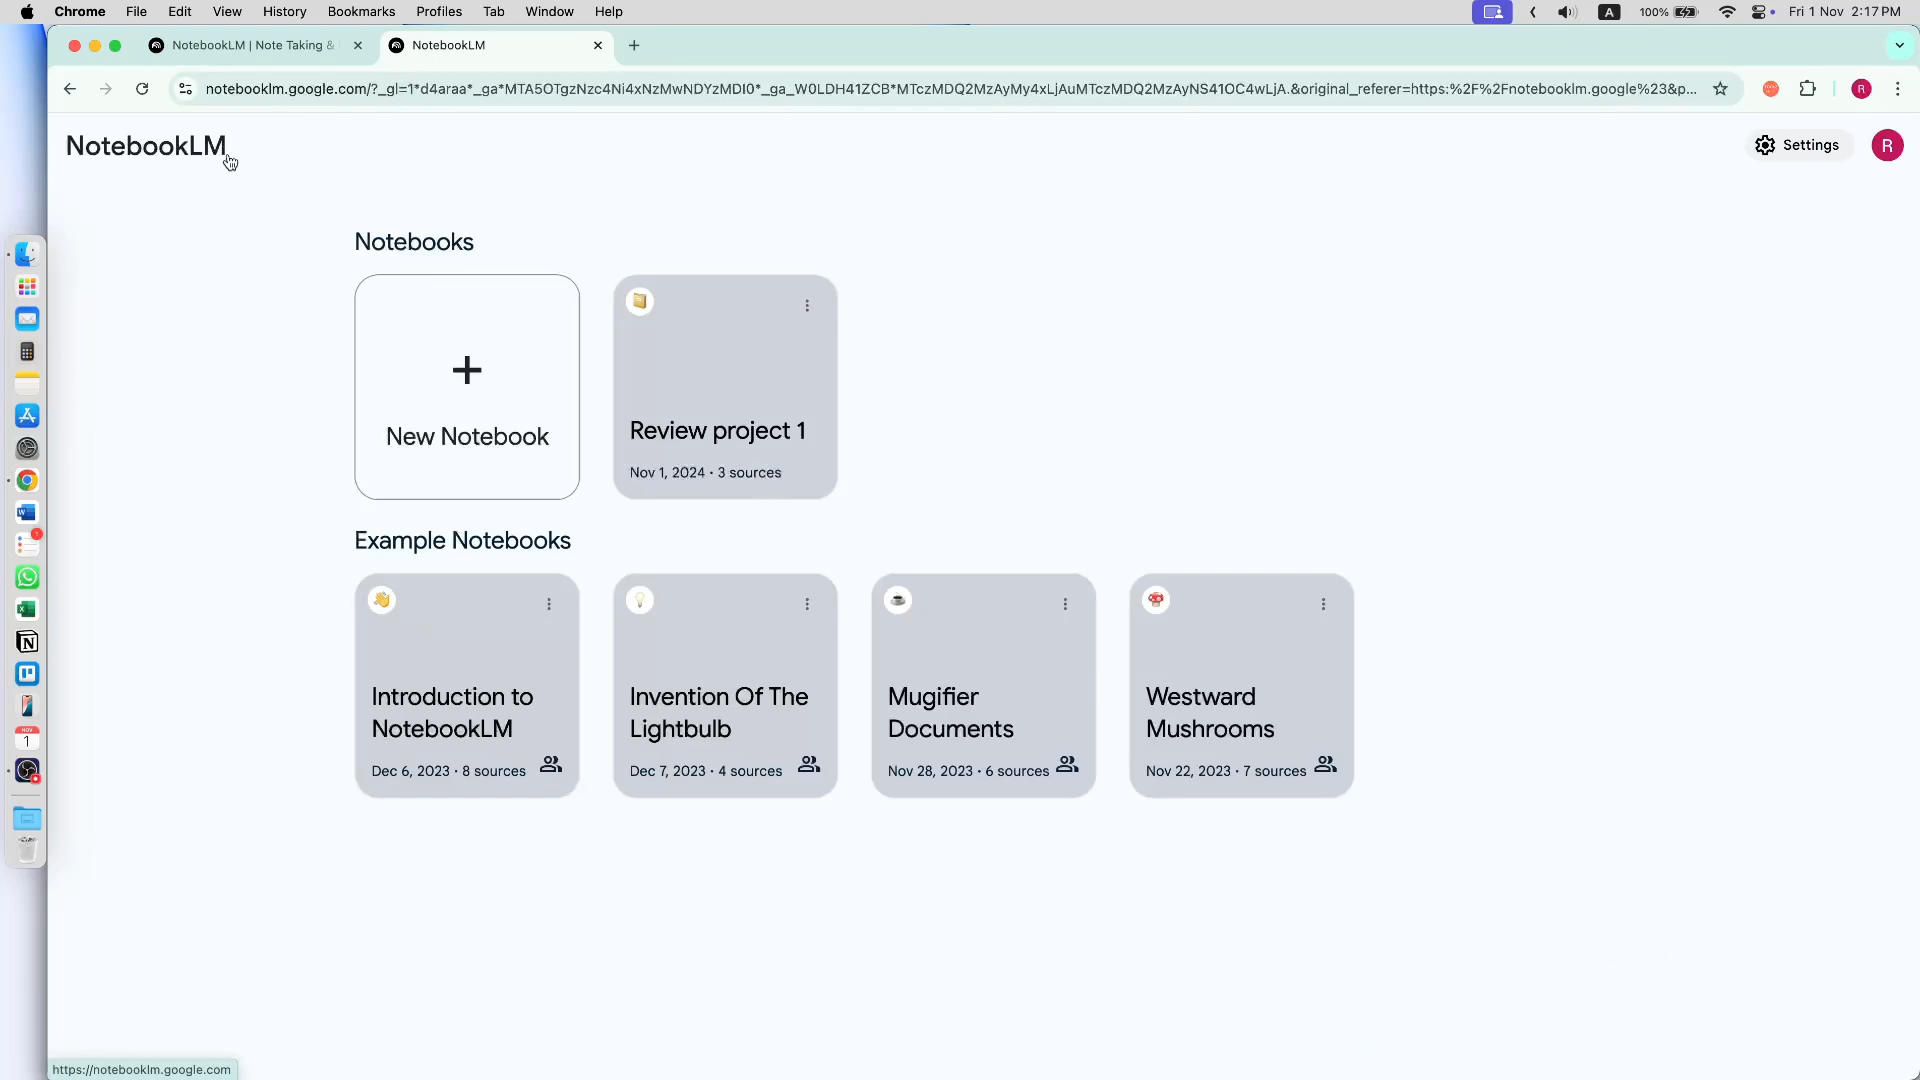 Chrome File Edit View History Bookmarks Profiles Tab Window Help A 100% Fri 1 Nov 2:17 PM
NotebookLM | Note Taking & NotebookLM
notebooklm.google.com/?_gl=1*d4araa*_ga*MTA5OTgzNzc4Ni4xNzMwNDYzMDI0*_ga_W0LDH41ZCB*MTczMDQ2MzAyMy4xLjAuMTczMDQ2MzAyNS41OC4wLjA.&original_referer=https:%2F%2Fnotebooklm.google%23&p... R
NotebookLM Settings R
Notebooks
New Notebook
Review project 1
Nov 1, 2024 • 3 sources
Example Notebooks
Introduction to
NotebookLM
Dec 6, 2023 • 8 sources
Invention Of The
Lightbulb
Dec 7, 2023 • 4 sources
Mugifier
Documents
Nov 28, 2023 • 6 sources
Westward
Mushrooms
Nov 22, 2023 • 7 sources
NOV
1
https://notebooklm.google.com